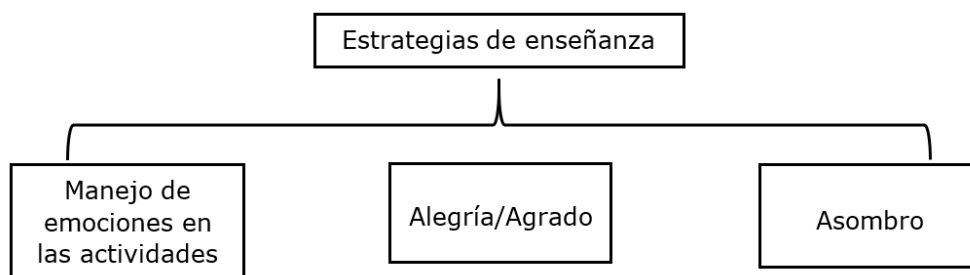 Estrategias de enseñanza
Manejo de
emociones en
las actividades
Alegría/Agrado
Asombro